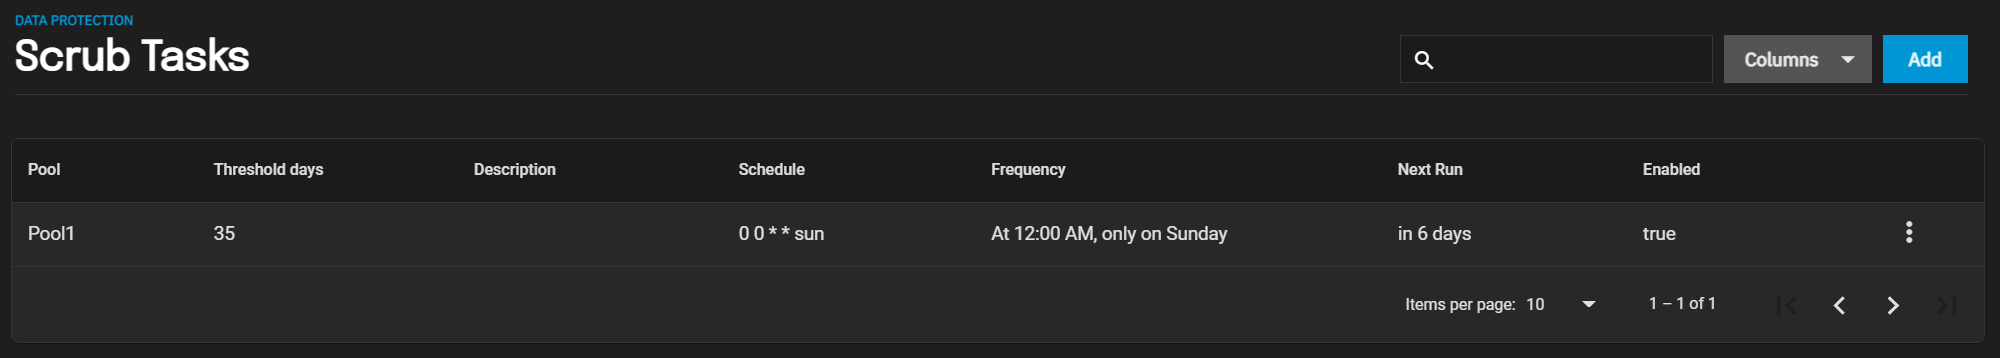 DATA PROTECTION
Scrub Tasks
Columns
Add
Pool Threshold days Description Schedule Frequency Next Run Enabled
Pool1 35 0 0 * * sun At 12:00 AM, only on Sunday in 6 days true
Items per page: 10 1 – 1 of 1